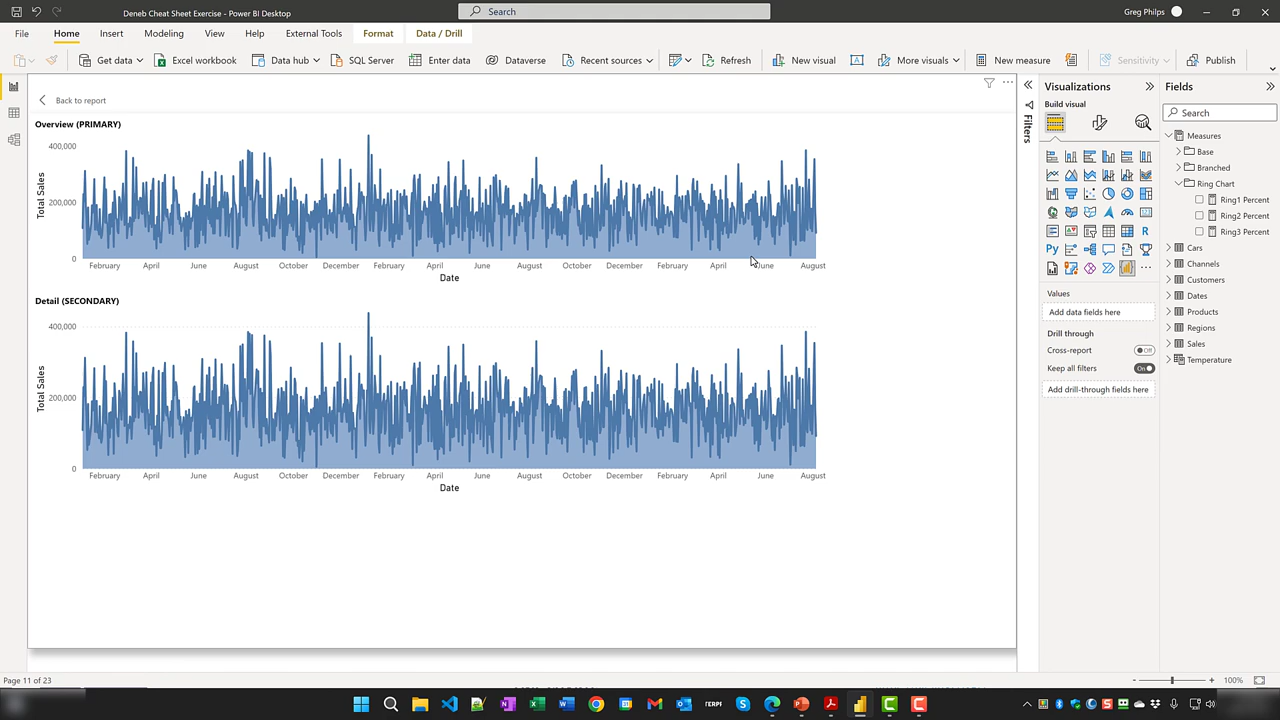 Deneb Cheat Sheet Exercise - Power BI Desktop
Search
Greg Philps
File Home Insert Modeling View Help External Tools Format Data / Drill
Get data Excel workbook Data hub SQL Server Enter data Dataverse Recent sources Refresh New visual More visuals New measure Sensitivity Publish
Back to report
Overview (PRIMARY)
400,000
200,000
0
Total Sales
February April June August October December February April June August October December February April June August
Date
Detail (SECONDARY)
400,000
200,000
0
Total Sales
February April June August October December February April June August October December February April June August
Date
Filters
Visualizations
Build visual
Py
R
Values
Add data fields here
Drill through
Cross-report
Off
Keep all filters
On
Add drill-through fields here
Fields
Search
Measures
Base
Branched
Ring Chart
Ring1 Percent
Ring2 Percent
Ring3 Percent
Cars
Channels
Customers
Dates
Products
Regions
Sales
Temperature
Page 11 of 23
100%